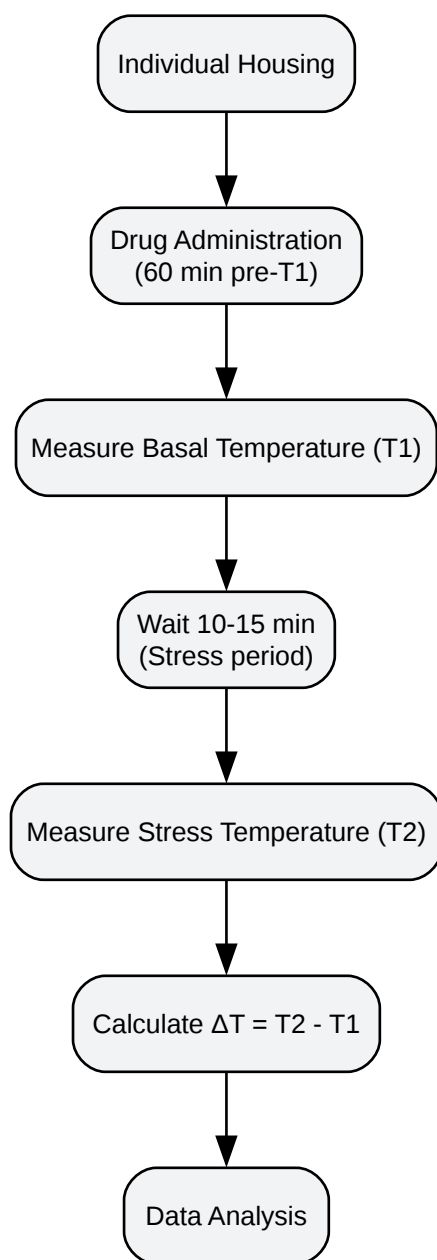 Individual Housing
Drug Administration
(60 min pre-T1)
Measure Basal Temperature (T1)
Wait 10-15 min
(Stress period)
Measure Stress Temperature (T2)
Calculate ΔT = T2 - T1
Data Analysis